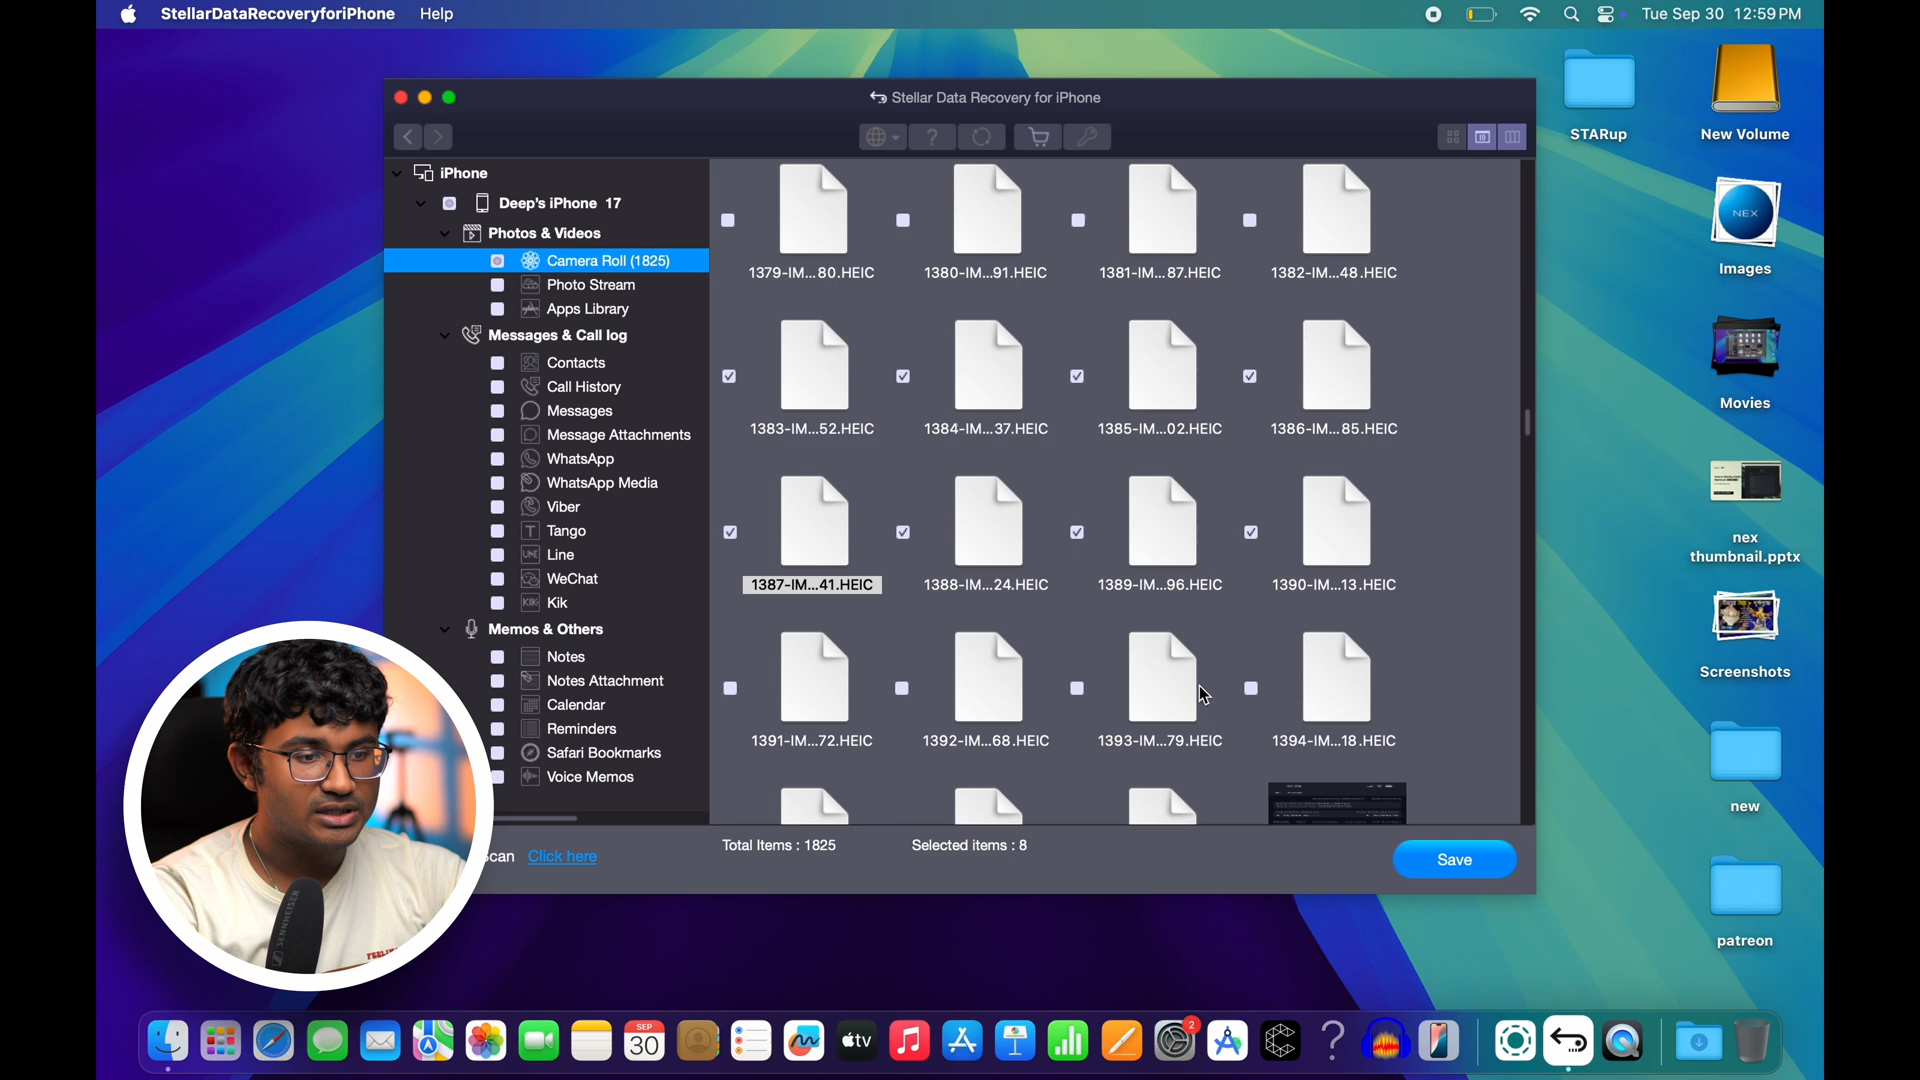 StellarDataRecoveryforiPhone Help
Tue Sep 30 12:59 PM
Stellar Data Recovery for iPhone
iPhone
Deep's iPhone 17
Photos & Videos
Camera Roll (1825)
Photo Stream
Apps Library
Messages & Call log
Contacts
Call History
Messages
Message Attachments
WhatsApp
WhatsApp Media
Viber
Tango
Line
WeChat
Kik
Memos & Others
Notes
Notes Attachment
Calendar
Reminders
Safari Bookmarks
Voice Memos
Click here
1379-IM...80.HEIC
1380-IM...91.HEIC
1381-IM...87.HEIC
1382-IM...48.HEIC
1383-IM...52.HEIC
1384-IM...37.HEIC
1385-IM...02.HEIC
1386-IM...85.HEIC
1387-IM...41.HEIC
1388-IM...24.HEIC
1389-IM...96.HEIC
1390-IM...13.HEIC
1391-IM...72.HEIC
1392-IM...68.HEIC
1393-IM...79.HEIC
1394-IM...18.HEIC
Total Items : 1825
Selected items : 8
Save
STARup
New Volume
NEX
Images
Movies
nex
thumbnail.pptx
Screenshots
new
patreon
SENNHEISER
SEP
30
tv
2